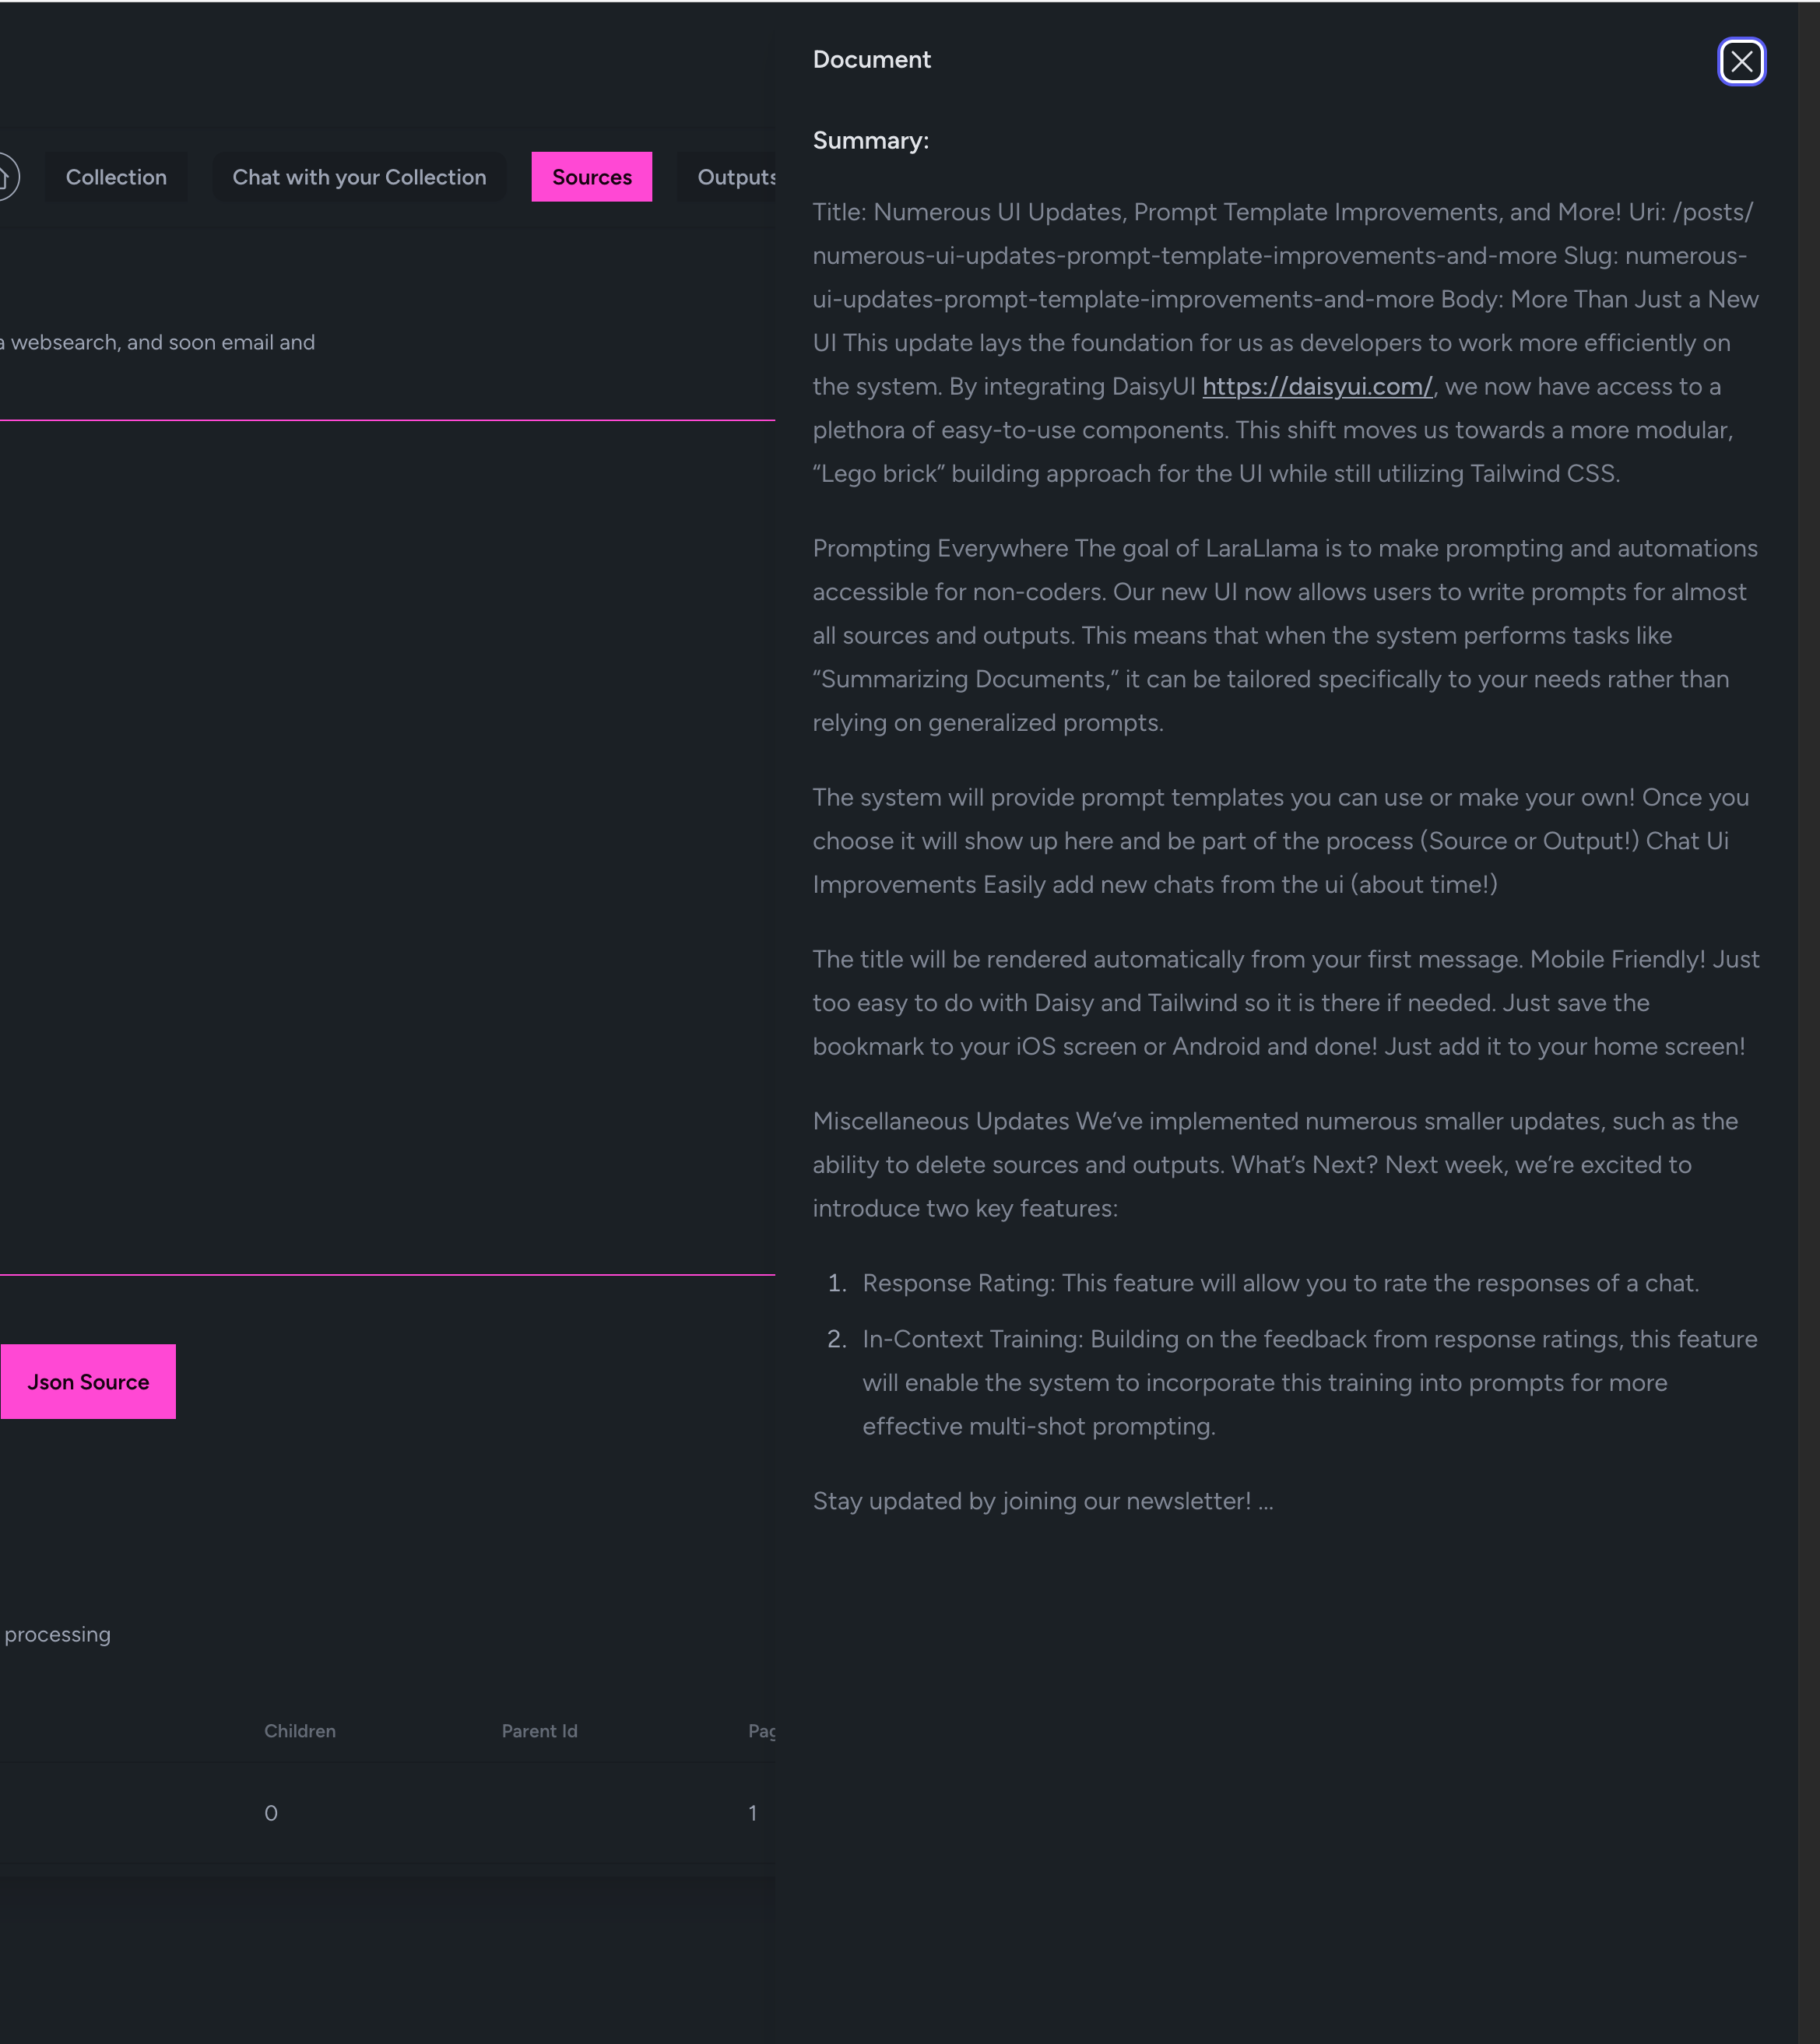 Document
Summary:
Collection
Chat with your Collection
Sources
Outputs
Title: Numerous UI Updates, Prompt Template Improvements, and More! Uri: /posts/
numerous-ui-updates-prompt-template-improvements-and-more Slug: numerous-
ui-updates-prompt-template-improvements-and-more Body: More Than Just a New
UI This update lays the foundation for us as developers to work more efficiently on
the system. By integrating DaisyUI https://daisyui.com/, we now have access to a
plethora of easy-to-use components. This shift moves us towards a more modular,
“Lego brick” building approach for the UI while still utilizing Tailwind CSS.
a websearch, and soon email and
Prompting Everywhere The goal of LaraLlama is to make prompting and automations
accessible for non-coders. Our new UI now allows users to write prompts for almost
all sources and outputs. This means that when the system performs tasks like
“Summarizing Documents,” it can be tailored specifically to your needs rather than
relying on generalized prompts.
The system will provide prompt templates you can use or make your own! Once you
choose it will show up here and be part of the process (Source or Output!) Chat Ui
Improvements Easily add new chats from the ui (about time!)
The title will be rendered automatically from your first message. Mobile Friendly! Just
too easy to do with Daisy and Tailwind so it is there if needed. Just save the
bookmark to your iOS screen or Android and done! Just add it to your home screen!
Miscellaneous Updates We’ve implemented numerous smaller updates, such as the
ability to delete sources and outputs. What’s Next? Next week, we’re excited to
introduce two key features:
1. Response Rating: This feature will allow you to rate the responses of a chat.
2. In-Context Training: Building on the feedback from response ratings, this feature
will enable the system to incorporate this training into prompts for more
effective multi-shot prompting.
Stay updated by joining our newsletter! ...
Json Source
processing
Children
Parent Id
Pag
0
1